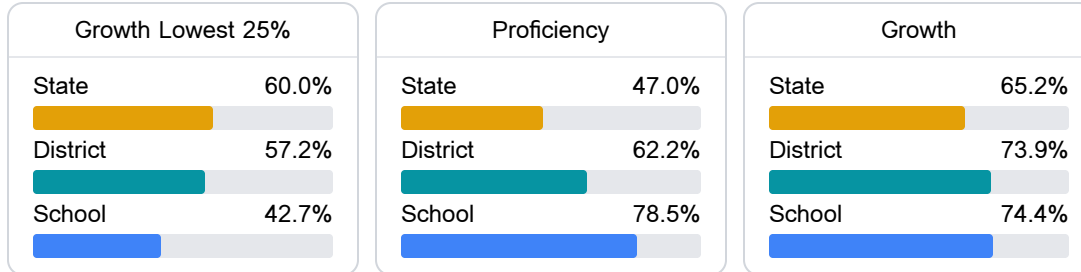 Growth Lowest 25%
State 60.0%
District 57.2%
School 42.7%
Proficiency
State 47.0%
District 62.2%
School 78.5%
Growth
State 65.2%
District 73.9%
School 74.4%